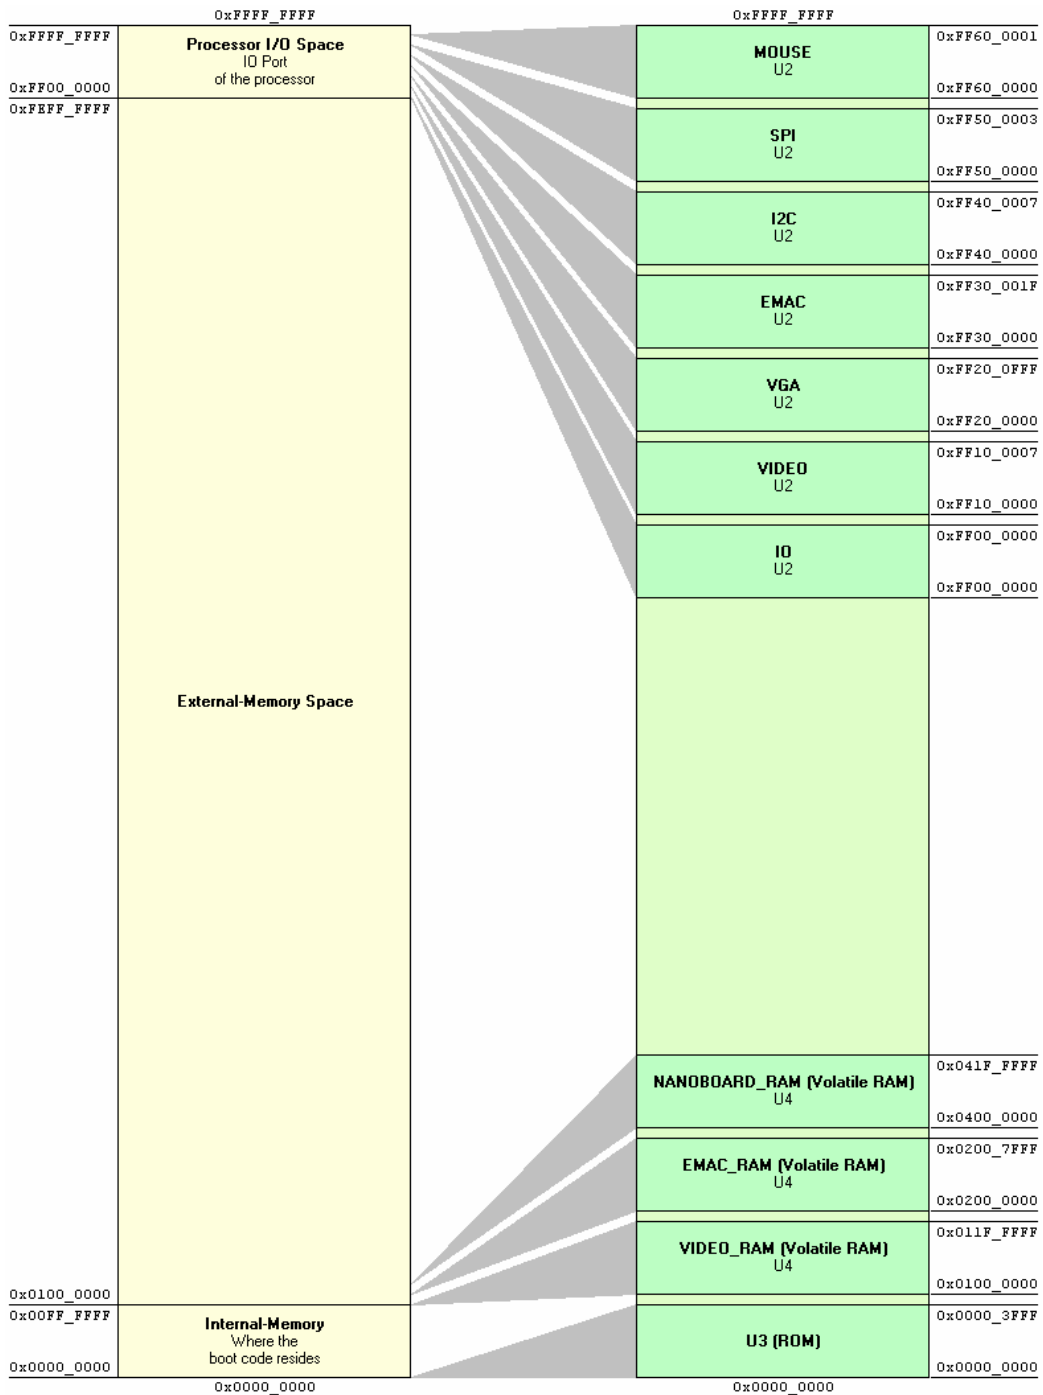 0xFFFF_FFFF
0xFFFF_FFFF
Processor I/O Space
IO Port
of the processor
0xFF00_0000
0xFEFF_FFFF
External-Memory Space
0x0100_0000
0x00FF_FFFF
Internal-Memory
Where the
boot code resides
0x0000_0000
0x0000_0000
0xFFFF_FFFF
MOUSE
U2
0xFF60_0001
0xFF60_0000
SPI
U2
0xFF50_0003
0xFF50_0000
I2C
U2
0xFF40_0007
0xFF40_0000
EMAC
U2
0xFF30_001F
0xFF30_0000
VGA
U2
0xFF20_0FFF
0xFF20_0000
VIDEO
U2
0xFF10_0007
0xFF10_0000
IO
U2
0xFF00_0000
0xFF00_0000
NANOBOARD_RAM (Volatile RAM)
U4
0x041F_FFFF
0x0400_0000
EMAC_RAM (Volatile RAM)
U4
0x0200_7FFF
0x0200_0000
VIDEO_RAM (Volatile RAM)
U4
0x011F_FFFF
0x0100_0000
U3 (ROM)
0x0000_3FFF
0x0000_0000
0x0000_0000